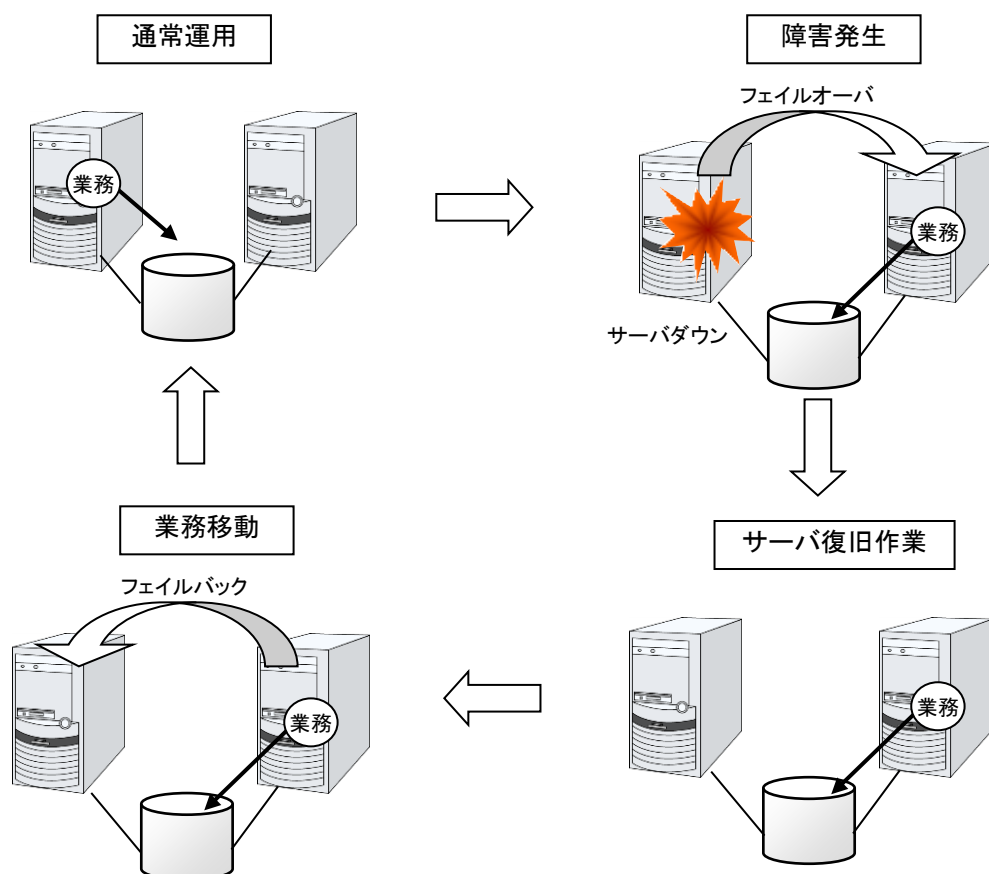 通常運用
障害発生
フェイルオーバ
業務
業務
サーバダウン
業務移動
サーバ復旧作業
フェイルバック
業務
業務